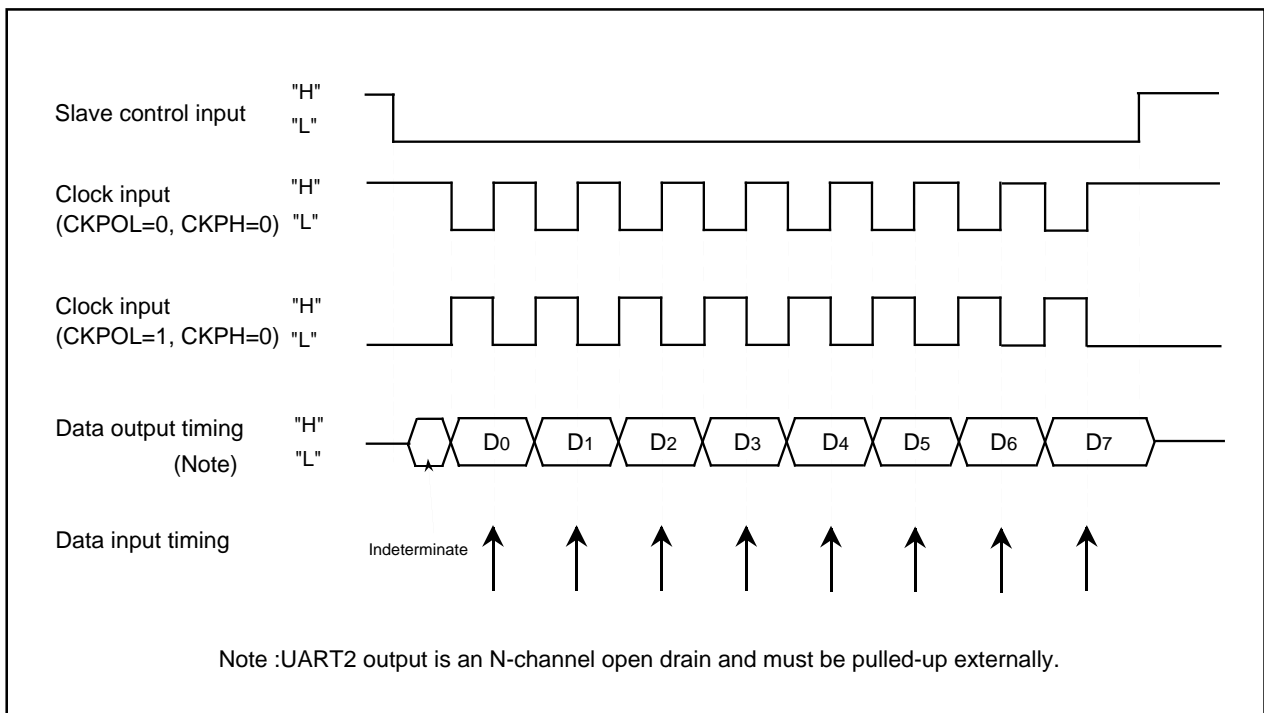 "H"
Slave control input
"L"
Clock input "H"
(CKPOL=0, CKPH=0) "L"
Clock input "H"
(CKPOL=1, CKPH=0) "L"
Data output timing "H"
(Note) "L"
D0 D1 D2 D3 D4 D5 D6 D7
Data input timing
Indeterminate
Note :UART2 output is an N-channel open drain and must be pulled-up externally.